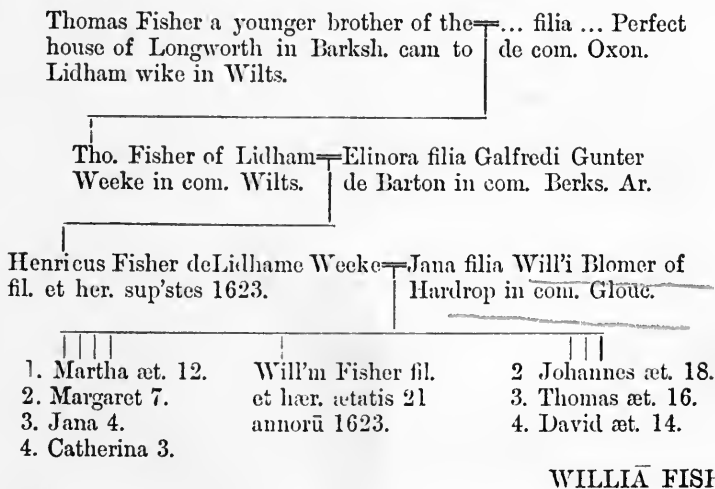 Thomas Fisher a younger brother of the
house of Longworth in Barksh. cam to
Lidham wike in Wilts.
... filia ... Perfect
de com. Oxon.
Tho. Fisher of Lidham
Weeke in com. Wilts.
Elinora filia Galfredi Gunter
de Barton in com. Berks. Ar.
Henricus Fisher de Lidhame Weeke
fil. et her. sup'stes 1623.
Jana filia Will'i Blomer of
Hardrop in com. Glouc.
1. Martha æt. 12.
2. Margaret 7.
3. Jana 4.
4. Catherina 3.
Will'm Fisher fil.
et hær. ætatis 21
annorū 1623.
2 Johannes æt. 18.
3. Thomas æt. 16.
4. David æt. 14.
WILLIĀ FISH